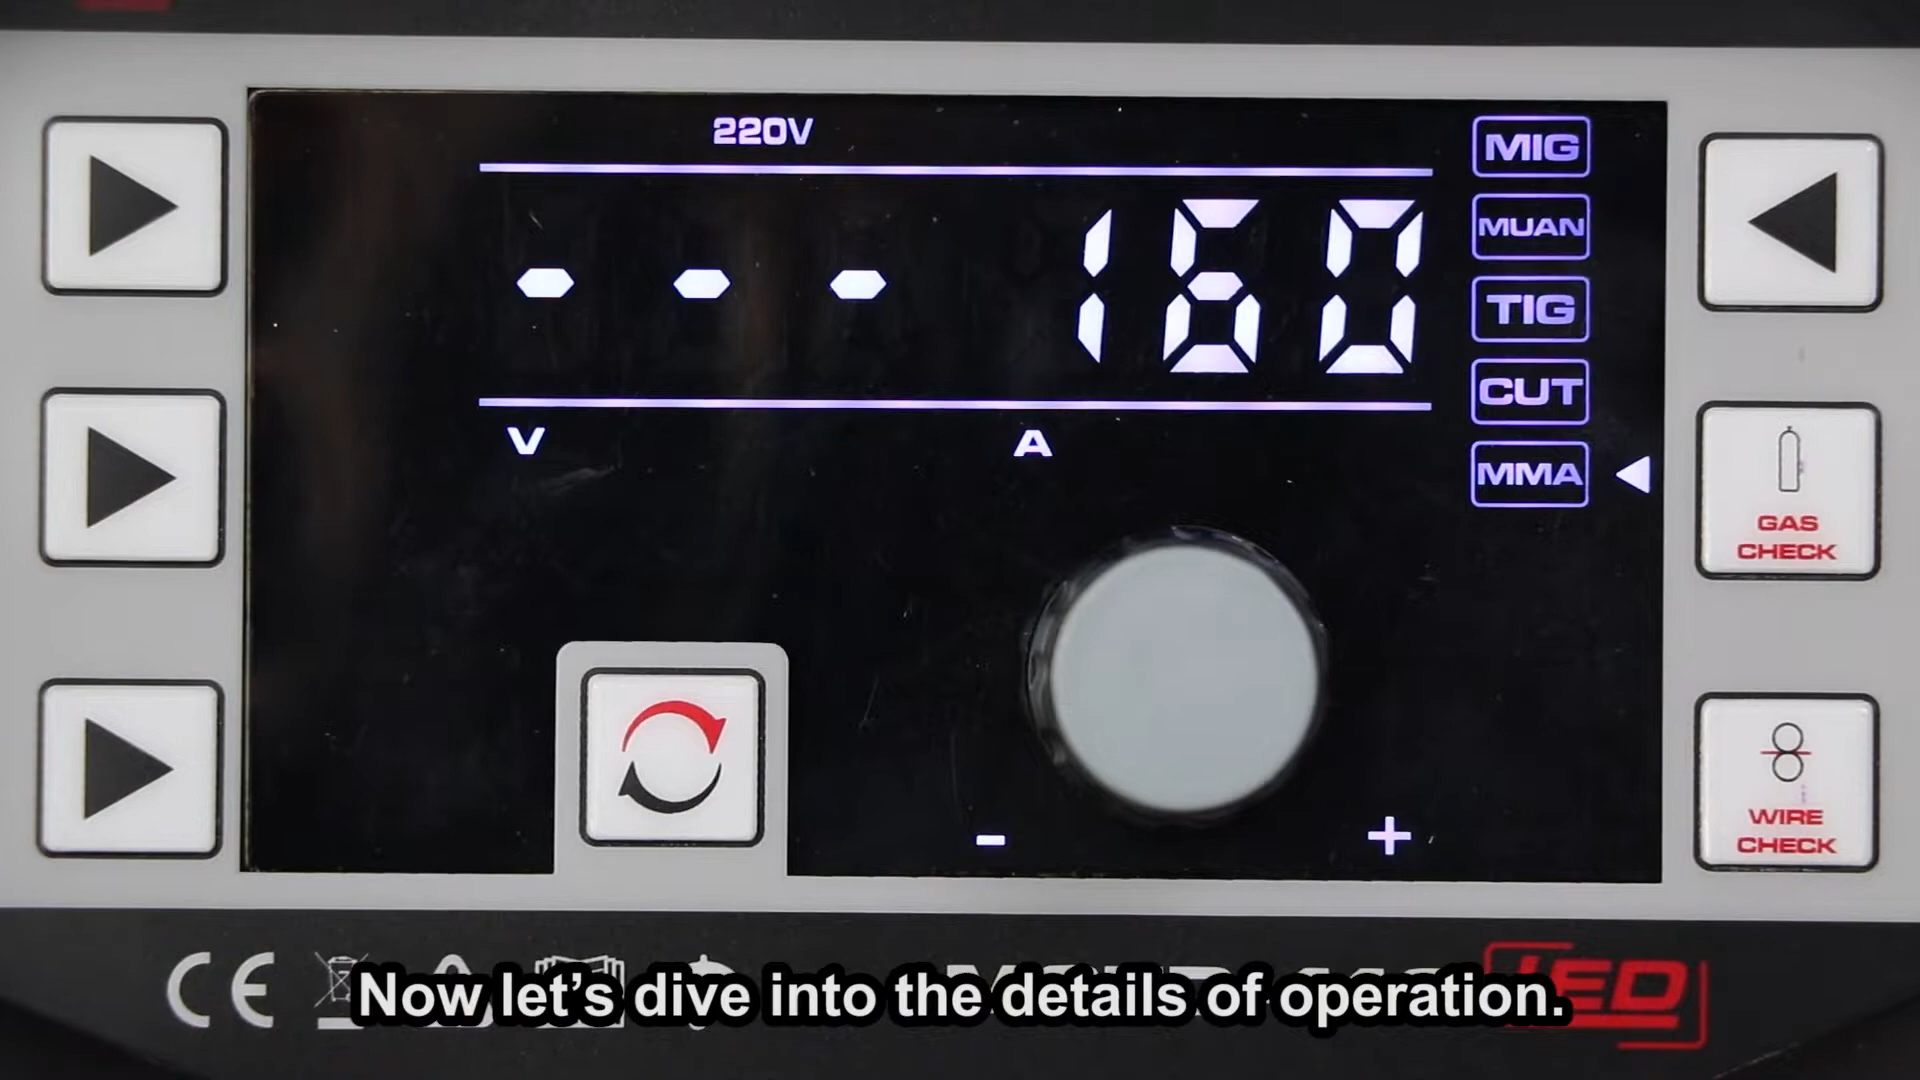 220V
- - - 160
V A
MIG
MUAN
TIG
CUT
MMA
- +
GAS
CHECK
WIRE
CHECK
CE
LED
Now let's dive into the details of operation.